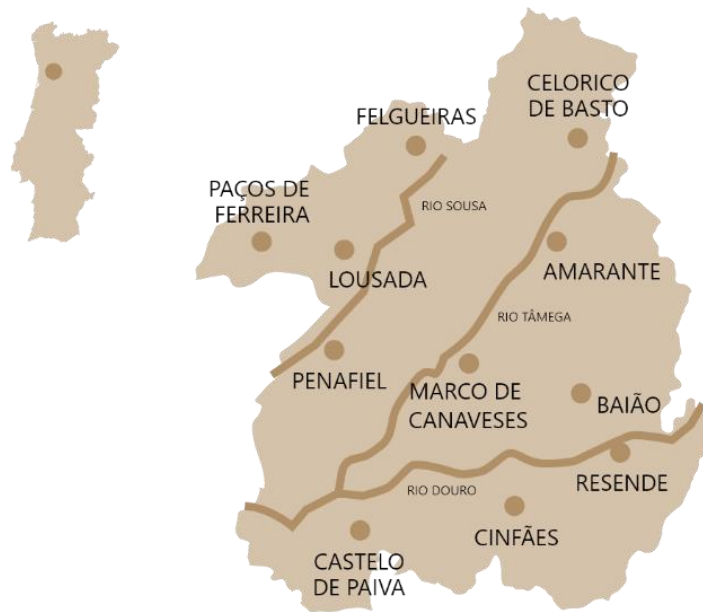 CELORICO
DE BASTO
FELGUEIRAS
PAÇOS DE
FERREIRA
RIO SOUSA
LOUSADA
AMARANTE
RIO TÂMEGA
PENAFIEL
MARCO DE
CANAVESES
BAIÃO
RIO DOURO
RESENDE
CINFÃES
CASTELO
DE PAIVA